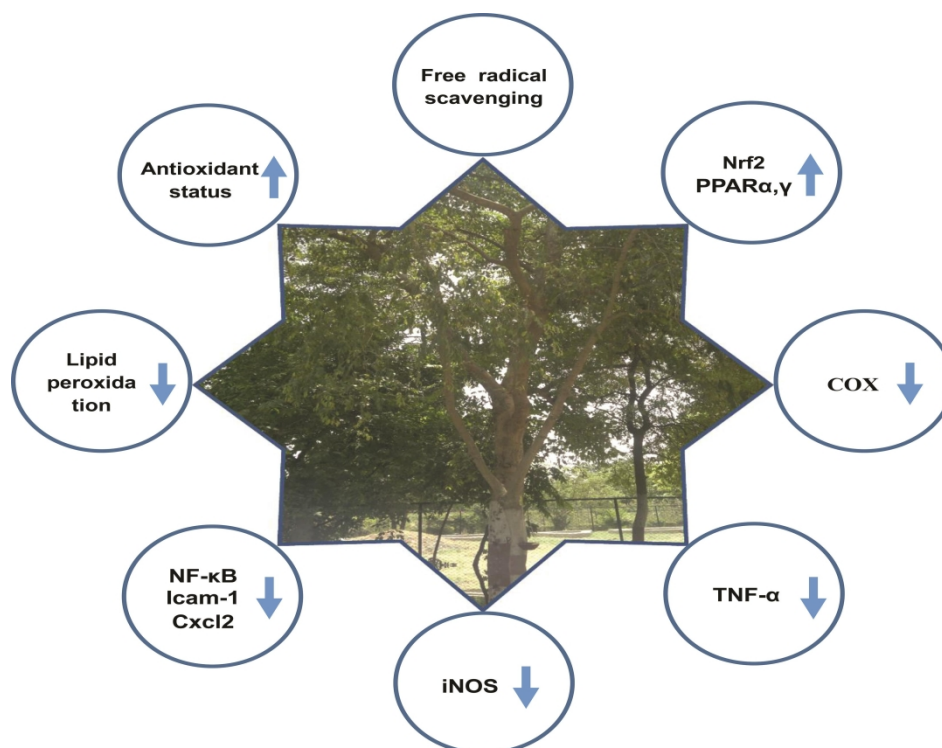 Free radical
scavenging
Antioxidant
status
Nrf2
PPARα,γ
Lipid
peroxida
tion
COX
NF-κB
Icam-1
Cxcl2
TNF-α
iNOS